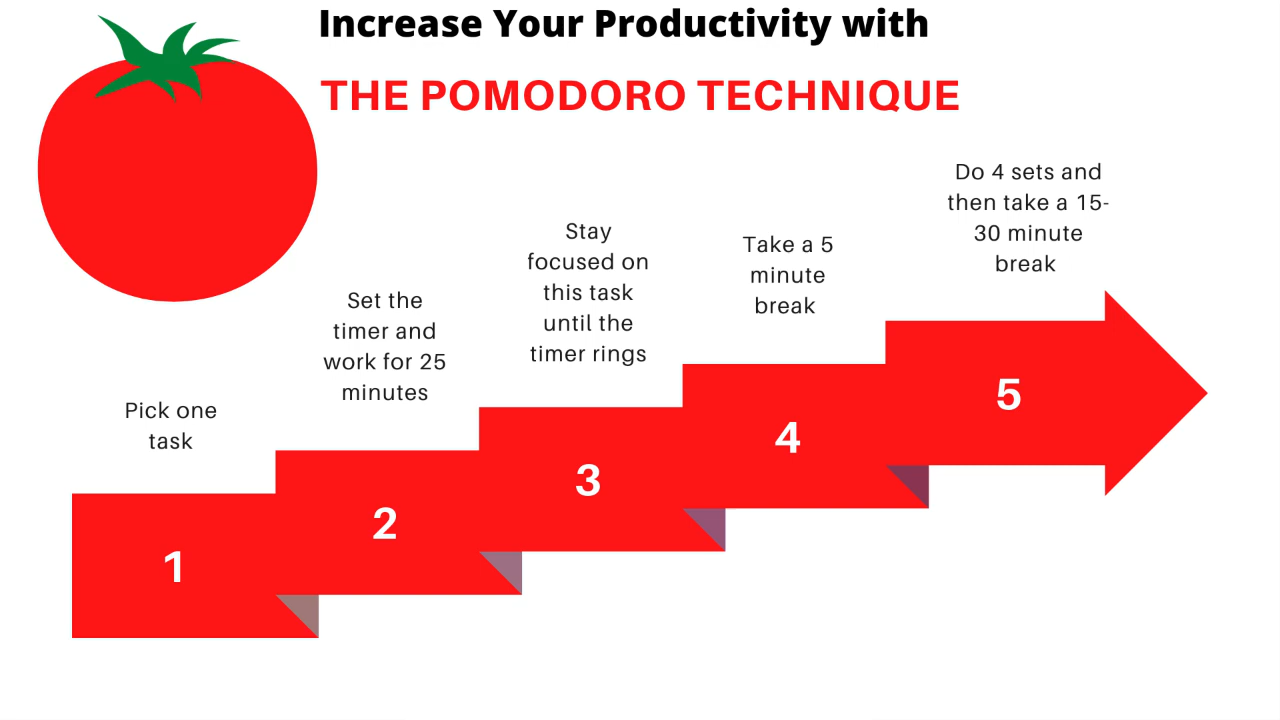 Increase Your Productivity with
THE POMODORO TECHNIQUE
Pick one
task
Set the
timer and
work for 25
minutes
Stay
focused on
this task
until the
timer rings
Take a 5
minute
break
Do 4 sets and
then take a 15-
30 minute
break
1
2
3
4
5